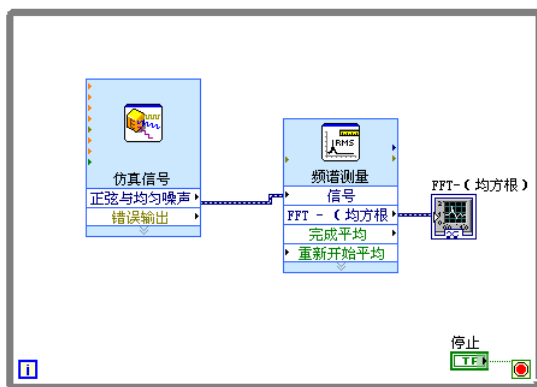 仿真信号
正弦与均匀噪声
错误输出
RMS
频谱测量
信号
FFT - (均方根
完成平均
重新开始平均
FFT-(均方根)
停止
TF
i